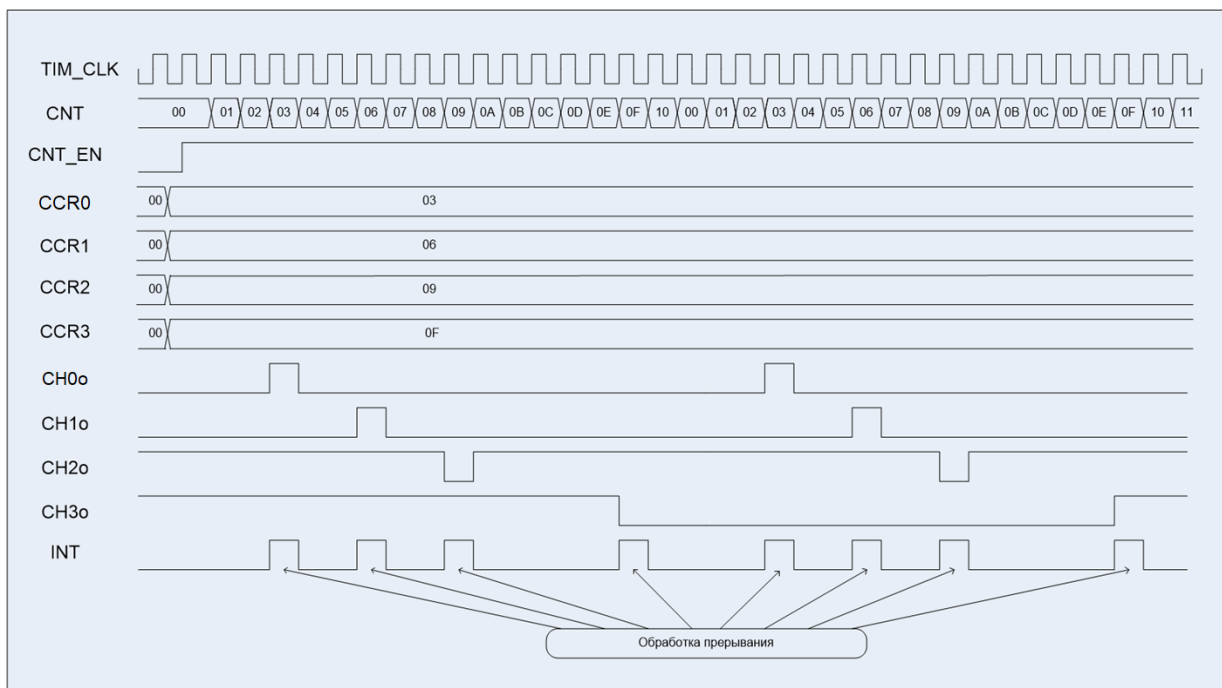 TIM_CLK
CNT 00 01 02 03 04 05 06 07 08 09 0A 0B 0C 0D 0E 0F 10 00 01 02 03 04 05 06 07 08 09 0A 0B 0C 0D 0E 0F 10 11
CNT_EN
CCR0 00 03
CCR1 00 06
CCR2 00 09
CCR3 00 0F
CH0o
CH1o
CH2o
CH3o
INT
Обработка прерывания